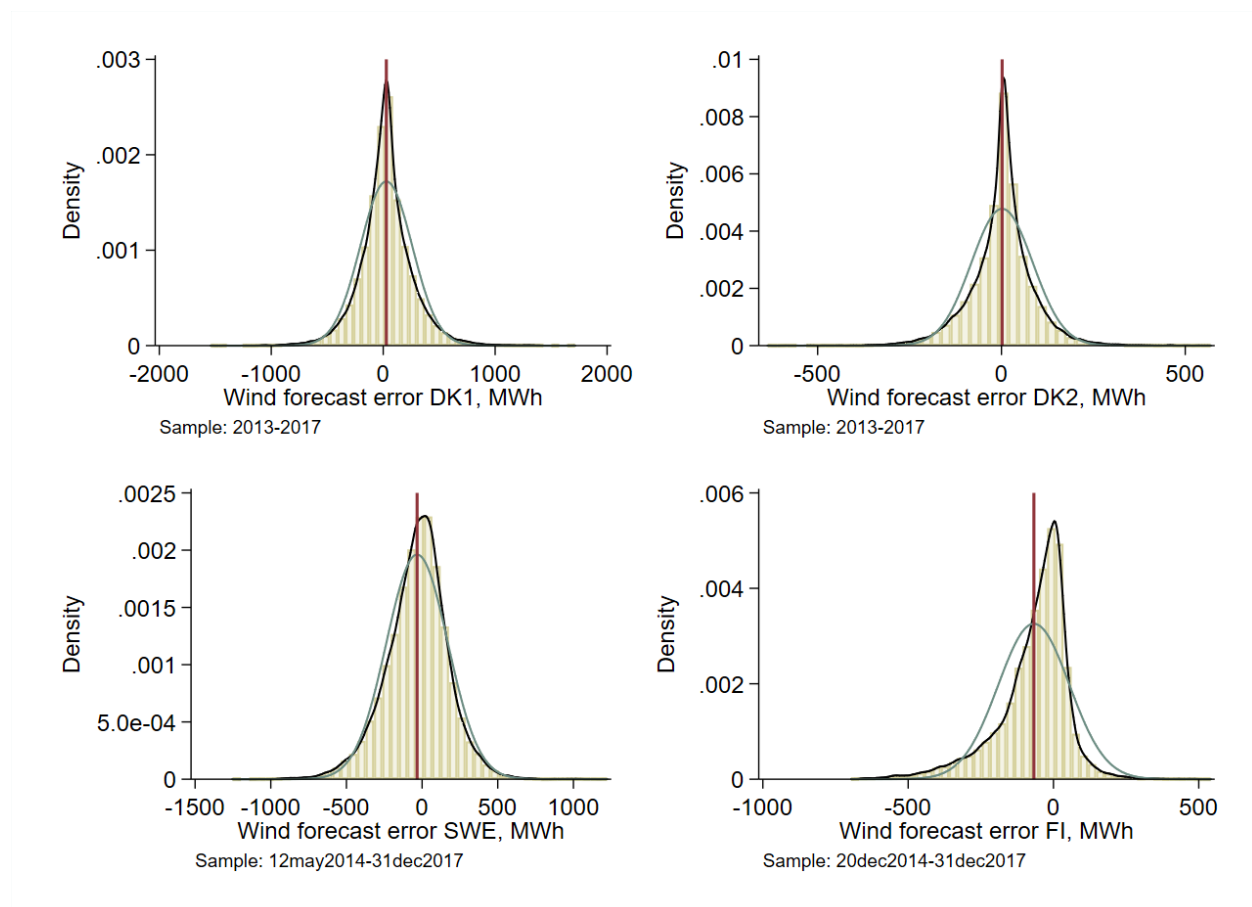 .003
.002
.001
0
Density
-2000 -1000 0 1000 2000
Wind forecast error DK1, MWh
Sample: 2013-2017
.01
.008
.006
.004
.002
0
Density
-500 0 500
Wind forecast error DK2, MWh
Sample: 2013-2017
.0025
.002
.0015
.001
5.0e-04
0
Density
-1500 -1000 -500 0 500 1000
Wind forecast error SWE, MWh
Sample: 12may2014-31dec2017
.006
.004
.002
0
Density
-1000 -500 0 500
Wind forecast error FI, MWh
Sample: 20dec2014-31dec2017